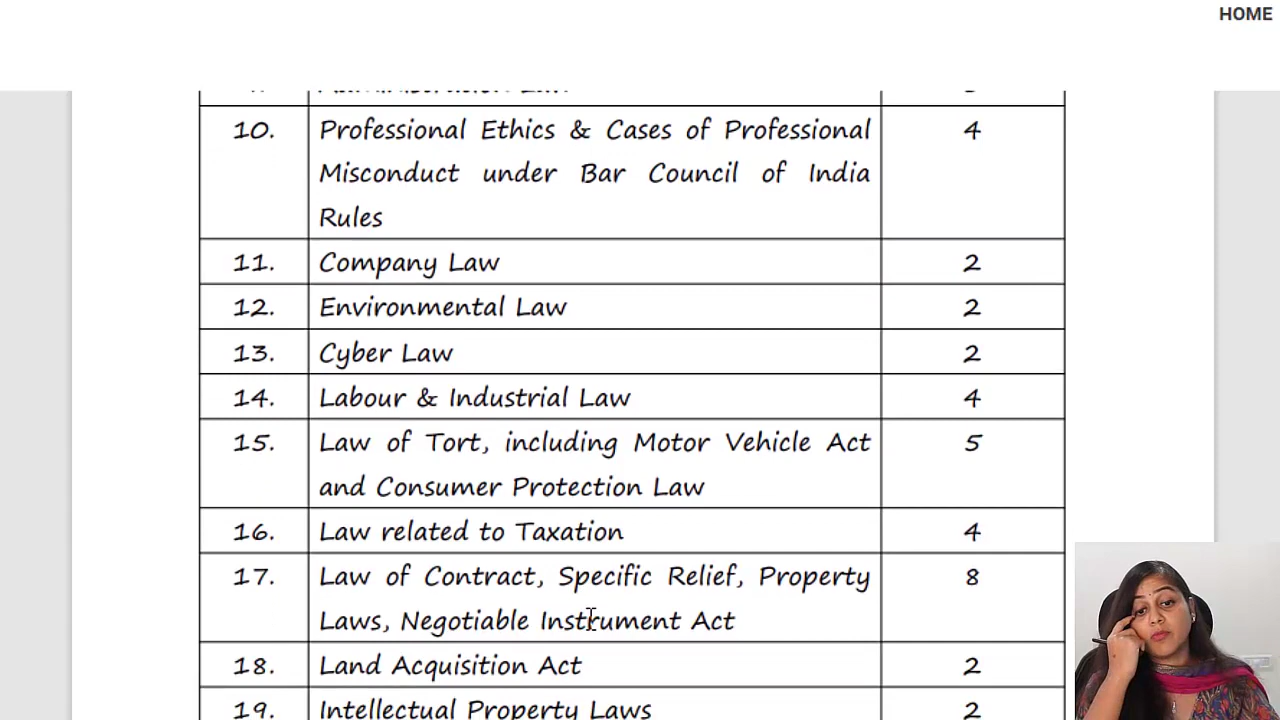 HOME
10. Professional Ethics & Cases of Professional 4
Misconduct under Bar Council of India
Rules
11. Company Law 2
12. Environmental Law 2
13. Cyber Law 2
14. Labour & Industrial Law 4
15. Law of Tort, including Motor Vehicle Act 5
and Consumer Protection Law
16. Law related to Taxation 4
17. Law of Contract, Specific Relief, Property 8
Laws, Negotiable Instrument Act
18. Land Acquisition Act 2
19. Intellectual Property Laws 2